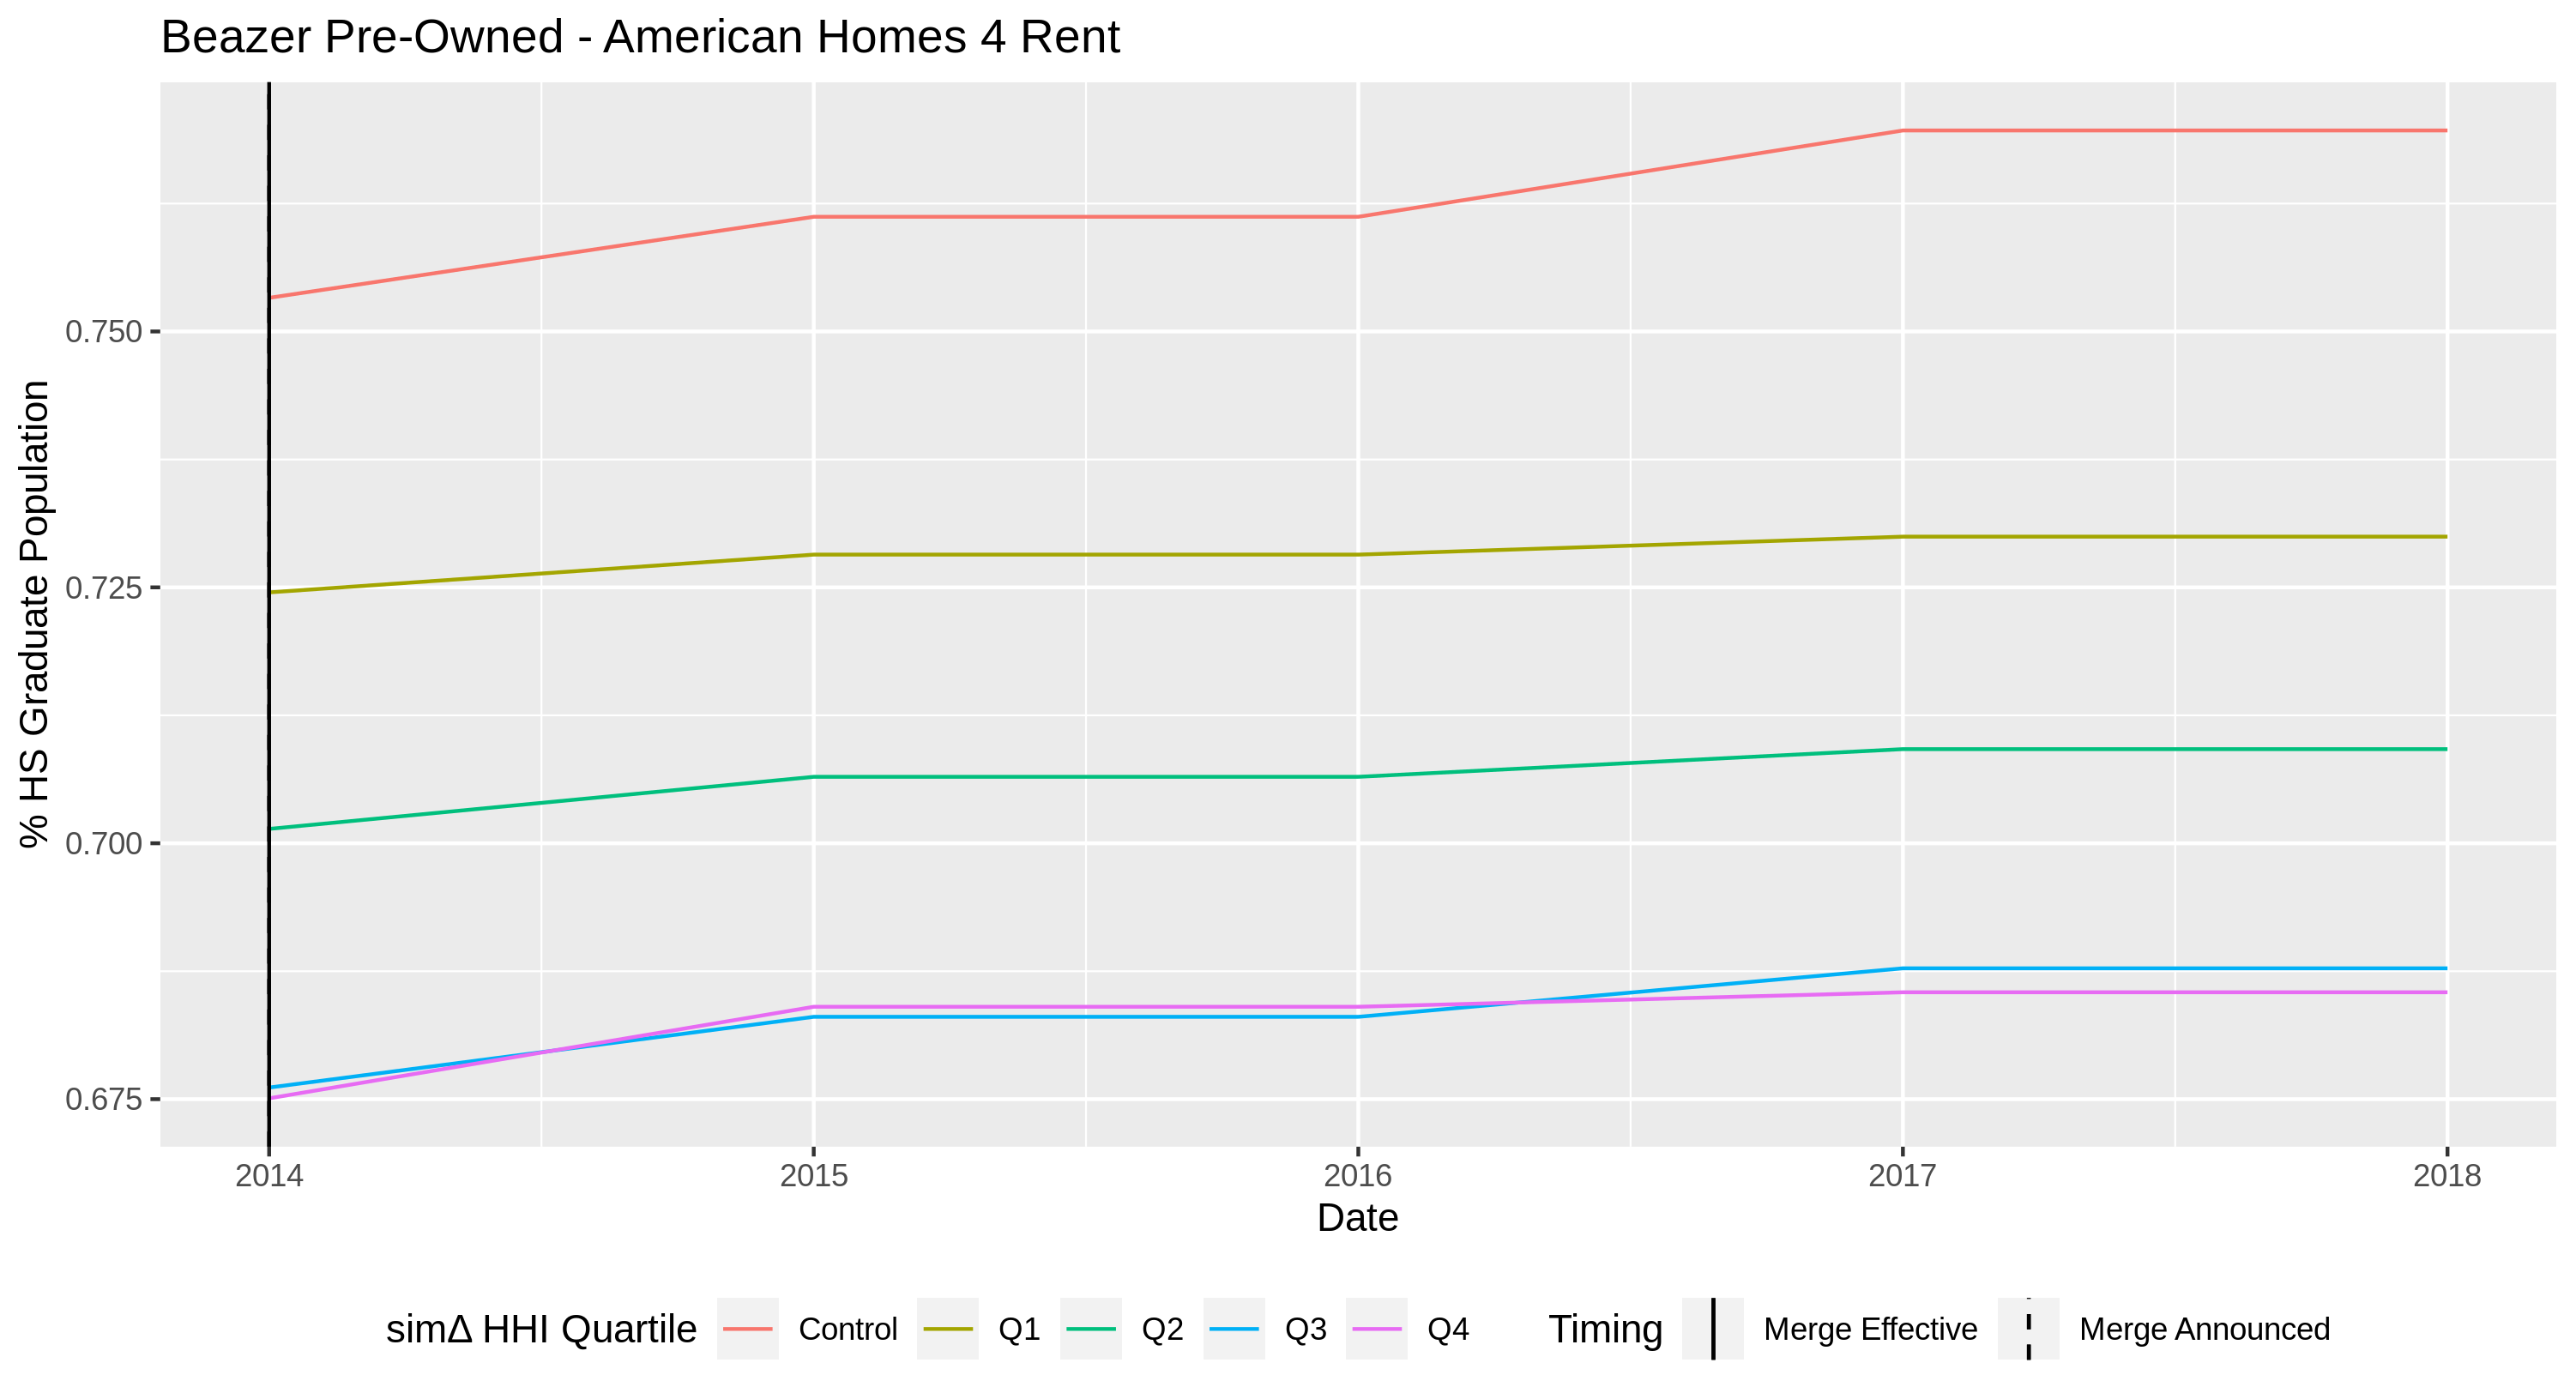 Beazer Pre-Owned - American Homes 4 Rent
% HS Graduate Population
0.750
0.725
0.700
0.675
2014 2015 2016 2017 2018
Date
simΔ HHI Quartile Control Q1 Q2 Q3 Q4 Timing Merge Effective Merge Announced